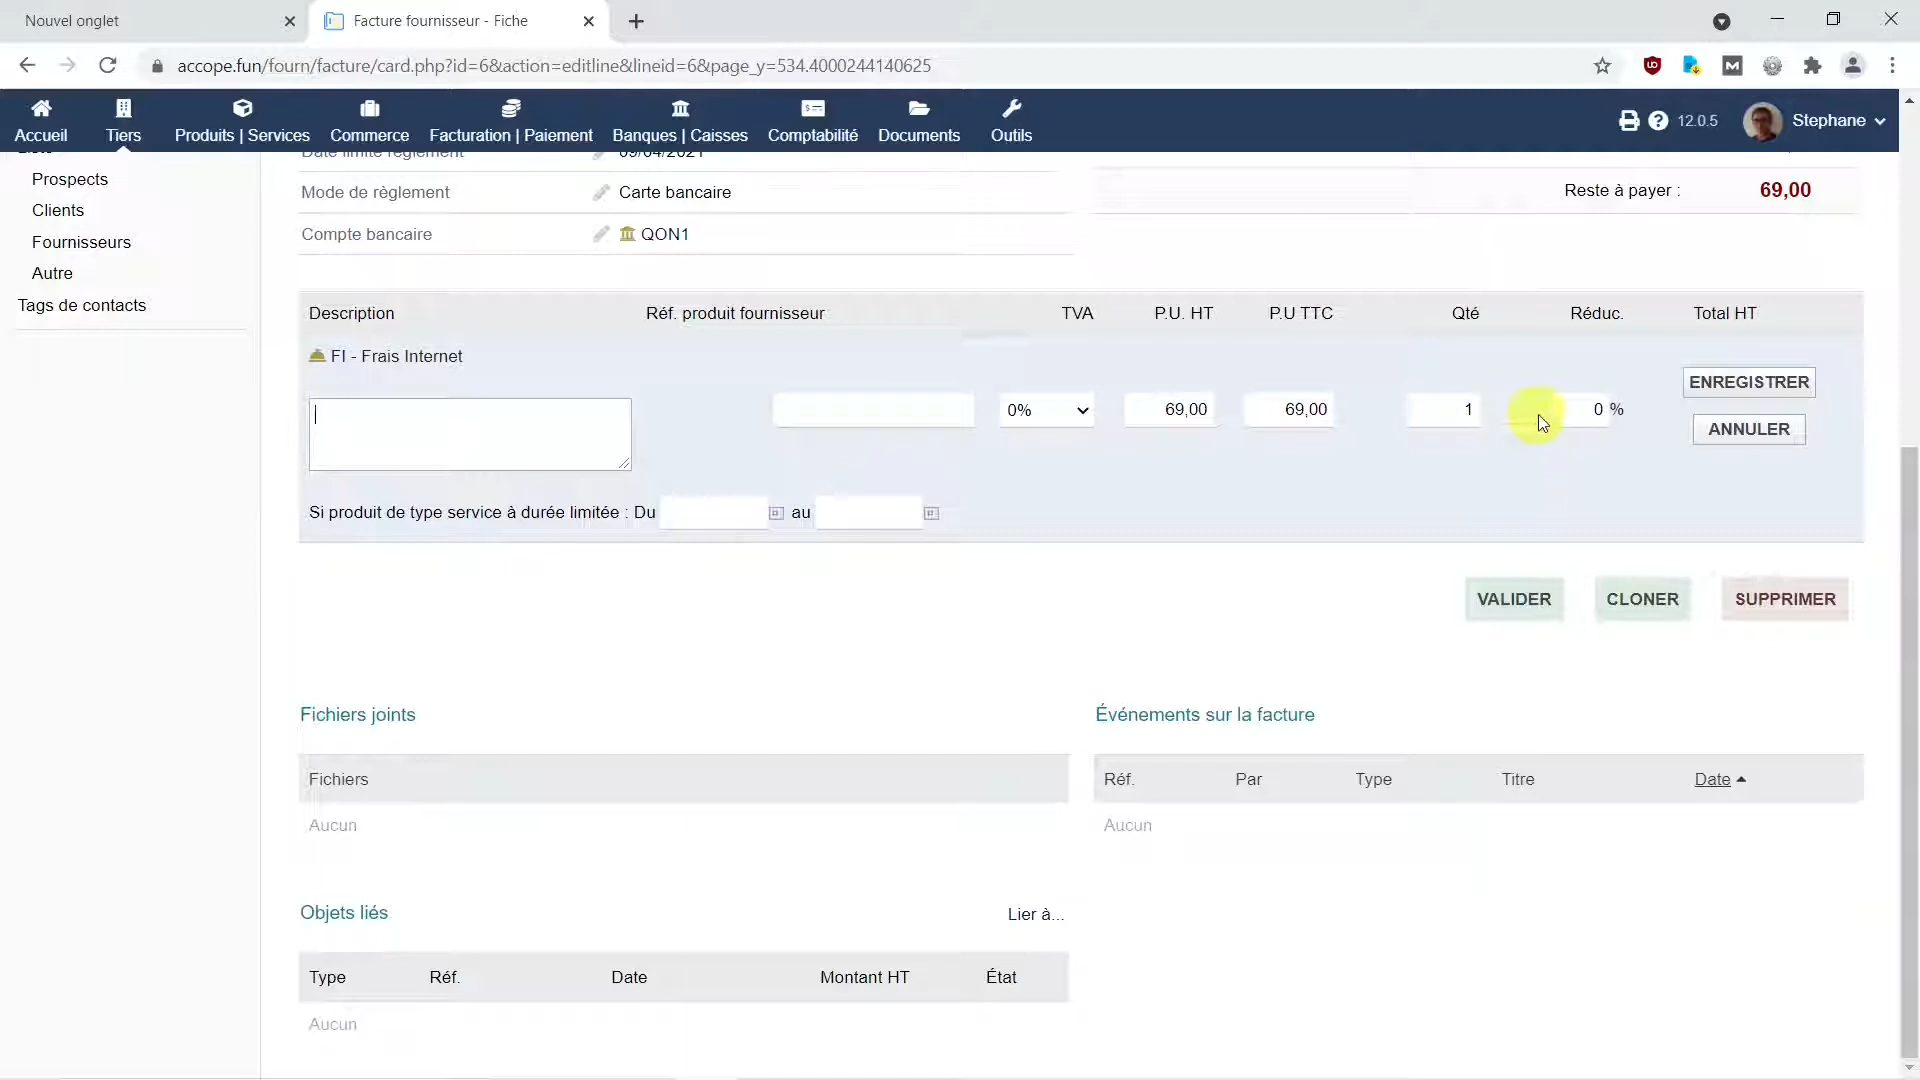 Nouvel onglet
Facture fournisseur - Fiche
accope.fun/fourn/facture/card.php?id=6&action=editline&lineid=6&page_y=534.4000244140625
Accueil
Tiers
Produits | Services
Commerce
Facturation | Paiement
Banques | Caisses
Comptabilité
Documents
Outils
12.0.5
Stephane
Liste
Prospects
Clients
Fournisseurs
Autre
Tags de contacts
Date limite règlement 09/04/2021
Mode de règlement Carte bancaire
Compte bancaire QON1
Reste à payer : 69,00
Description Réf. produit fournisseur TVA P.U. HT P.U TTC Qté Réduc. Total HT
FI - Frais Internet
0% 69,00 69,00 1 0 %
ENREGISTRER
ANNULER
Si produit de type service à durée limitée : Du au
VALIDER CLONER SUPPRIMER
Fichiers joints
Fichiers
Aucun
Événements sur la facture
Réf. Par Type Titre Date
Aucun
Objets liés Lier à...
Type Réf. Date Montant HT État
Aucun